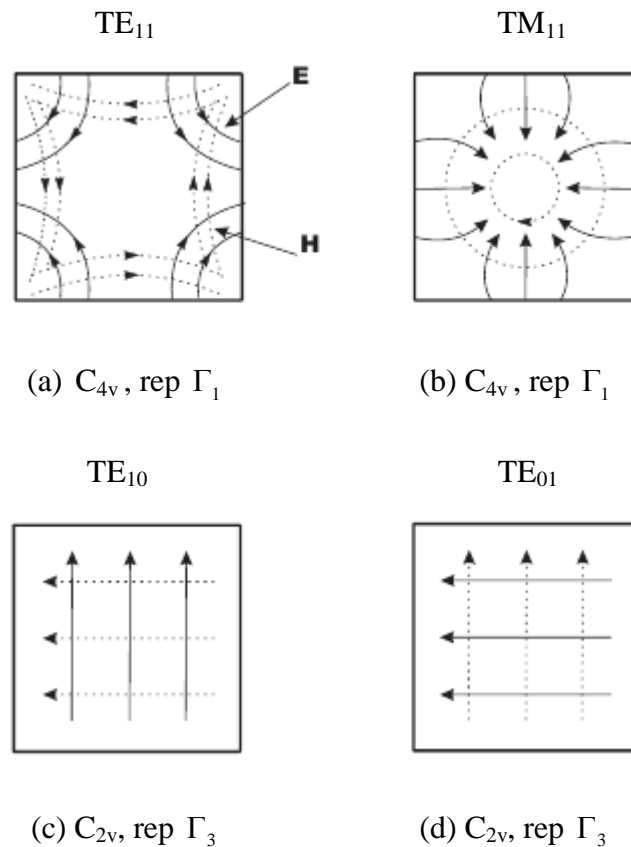 TE₁₁ TM₁₁
E
H
(a) C₄ᵥ, rep Γ₁ (b) C₄ᵥ, rep Γ₁
TE₁₀ TE₀₁
(c) C₂ᵥ, rep Γ₃ (d) C₂ᵥ, rep Γ₃